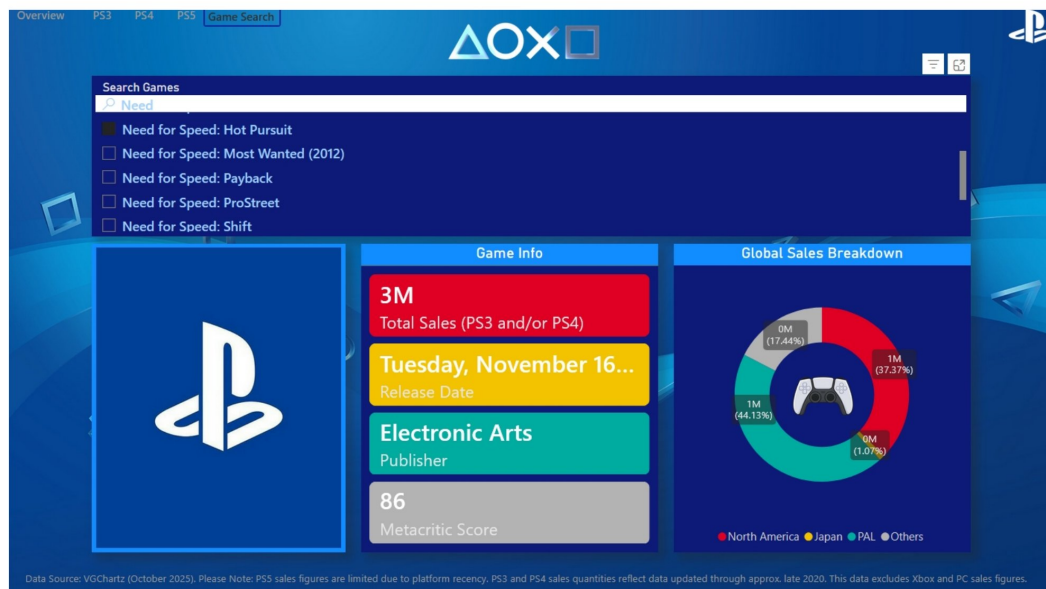 Overview PS3 PS4 PS5 Game Search
Search Games
Need
Need for Speed: Hot Pursuit
Need for Speed: Most Wanted (2012)
Need for Speed: Payback
Need for Speed: ProStreet
Need for Speed: Shift
Game Info
3M
Total Sales (PS3 and/or PS4)
Tuesday, November 16...
Release Date
Electronic Arts
Publisher
86
Metacritic Score
Global Sales Breakdown
0M
(17.44%)
1M
(37.37%)
1M
(44.13%)
0M
(1.07%)
North America Japan PAL Others
Data Source: VGChartz (October 2025). Please Note: PS5 sales figures are limited due to platform recency. PS3 and PS4 sales quantities reflect data updated through approx. late 2020. This data excludes Xbox and PC sales figures.